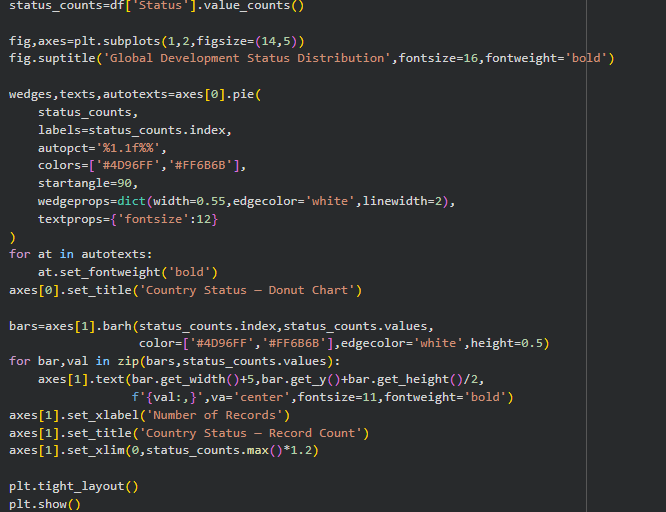 status_counts=df['Status'].value_counts()
fig,axes=plt.subplots(1,2,figsize=(14,5))
fig.suptitle('Global Development Status Distribution',fontsize=16,fontweight='bold')
wedges,texts,autotexts=axes[0].pie(
    status_counts,
    labels=status_counts.index,
    autopct='%1.1f%%',
    colors=['#4D96FF','#FF6B6B'],
    startangle=90,
    wedgeprops=dict(width=0.55,edgecolor='white',linewidth=2),
    textprops={'fontsize':12}
)
for at in autotexts:
    at.set_fontweight('bold')
axes[0].set_title('Country Status — Donut Chart')
bars=axes[1].barh(status_counts.index,status_counts.values,
                  color=['#4D96FF','#FF6B6B'],edgecolor='white',height=0.5)
for bar,val in zip(bars,status_counts.values):
    axes[1].text(bar.get_width()+5,bar.get_y()+bar.get_height()/2,
                 f'{val:,}',va='center',fontsize=11,fontweight='bold')
axes[1].set_xlabel('Number of Records')
axes[1].set_title('Country Status — Record Count')
axes[1].set_xlim(0,status_counts.max()*1.2)
plt.tight_layout()
plt.show()